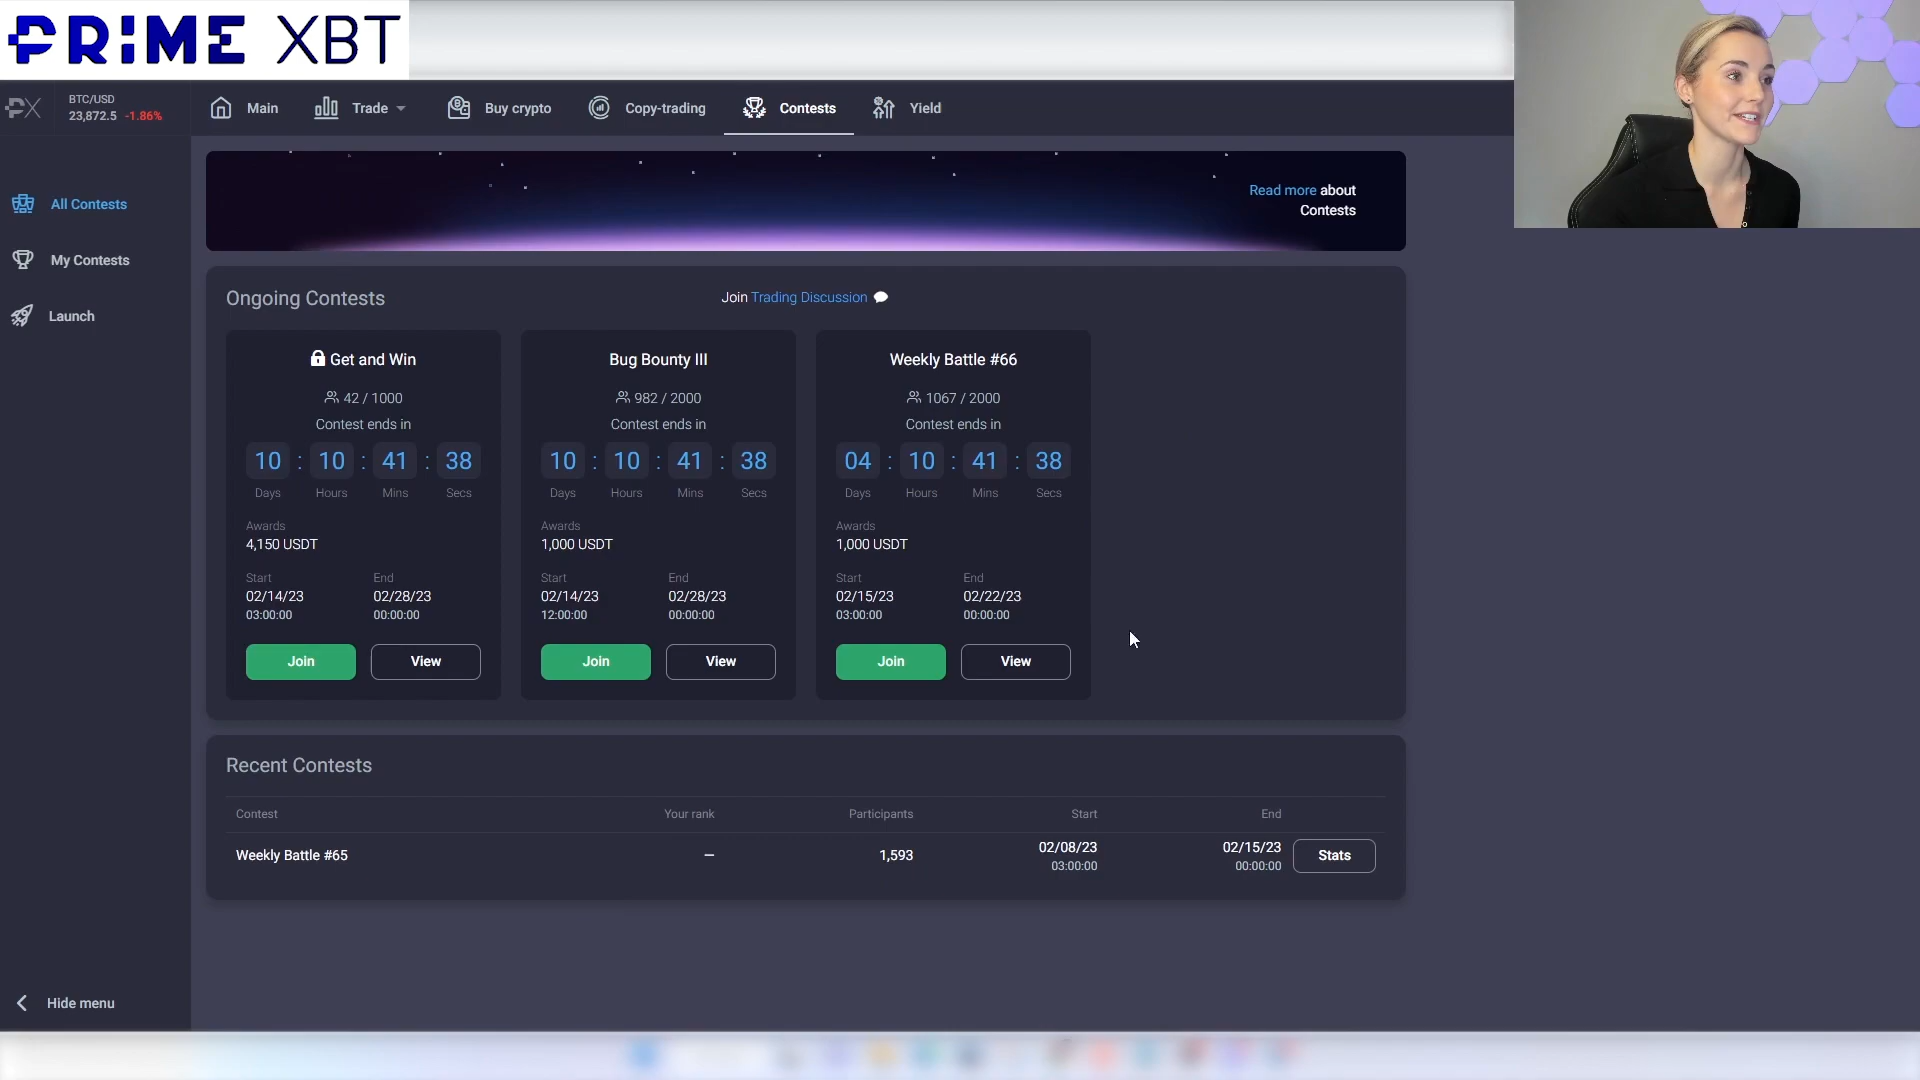 PRIME XBT
BTC/USD
23,872.5 -1.86%
Main
Trade
Buy crypto
Copy-trading
Contests
Yield
All Contests
My Contests
Launch
Hide menu
Read more about
Contests
Ongoing Contests
Join Trading Discussion
Get and Win
42 / 1000
Contest ends in
10 : 10 : 41 : 38
Days Hours Mins Secs
Awards
4,150 USDT
Start End
02/14/23 02/28/23
03:00:00 00:00:00
Join View
Bug Bounty III
982 / 2000
Contest ends in
10 : 10 : 41 : 38
Days Hours Mins Secs
Awards
1,000 USDT
Start End
02/14/23 02/28/23
12:00:00 00:00:00
Join View
Weekly Battle #66
1067 / 2000
Contest ends in
04 : 10 : 41 : 38
Days Hours Mins Secs
Awards
1,000 USDT
Start End
02/15/23 02/22/23
03:00:00 00:00:00
Join View
Recent Contests
Contest Your rank Participants Start End
Weekly Battle #65 — 1,593 02/08/23 02/15/23 Stats
03:00:00 00:00:00